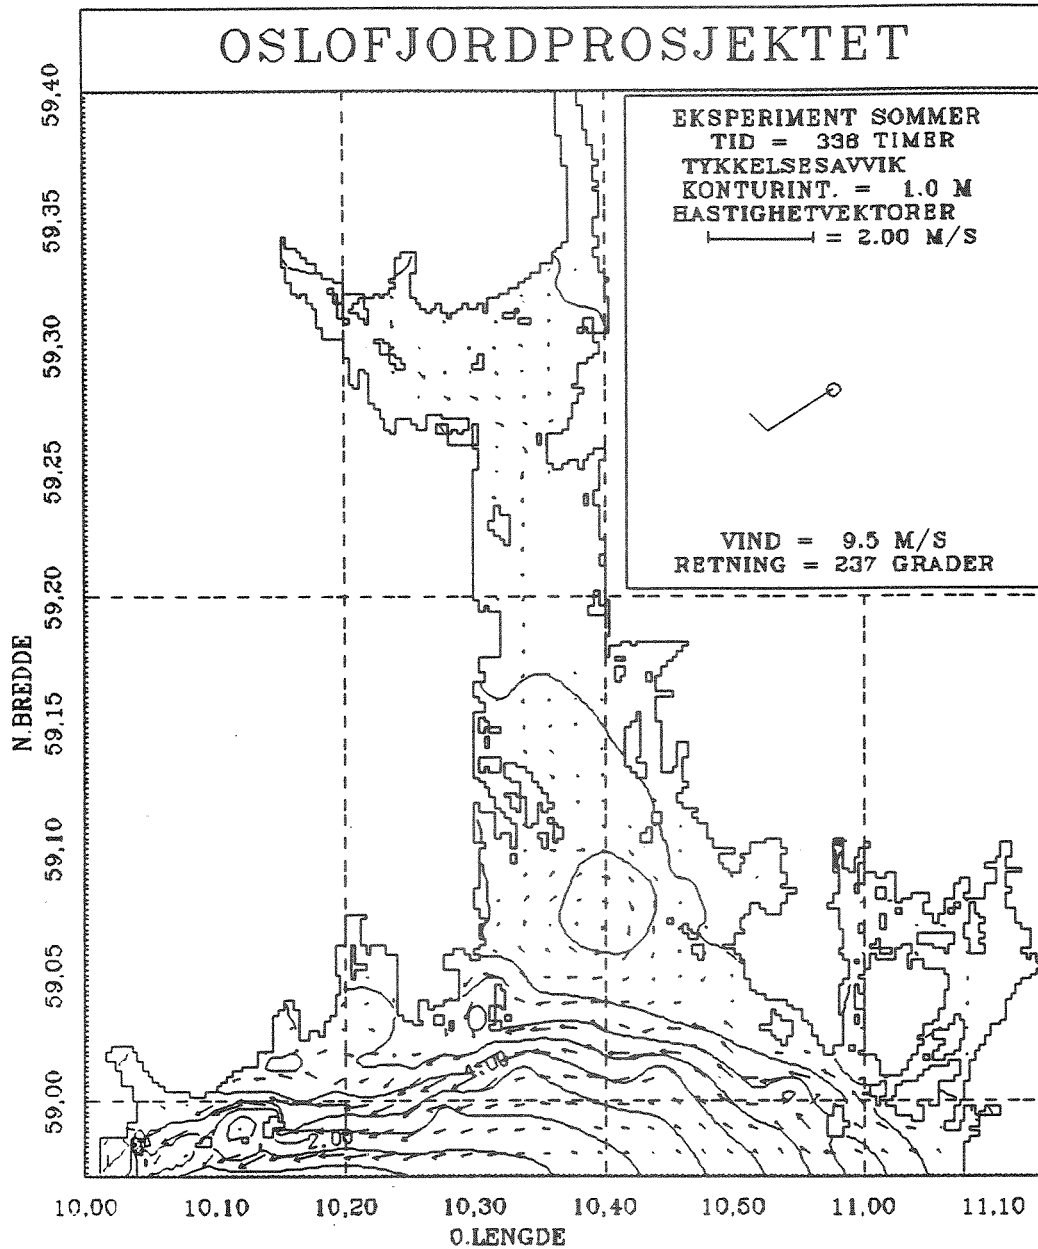 OSLOFJORDPROSJEKTET
EKSPERIMENT SOMMER
TID = 338 TIMER
TYKKELSESAVVIK
KONTURINT. = 1.0 M
HASTIGHETVEKTORER
= 2.00 M/S
VIND = 9.5 M/S
RETNING = 237 GRADER
59,40
59,35
59,30
59,25
59,20
59,15
59,10
59,05
59,00
N.BREDDE
4.00
2.00
10,00 10,10 10,20 10,30 10,40 10,50 11,00 11,10
O.LENGDE